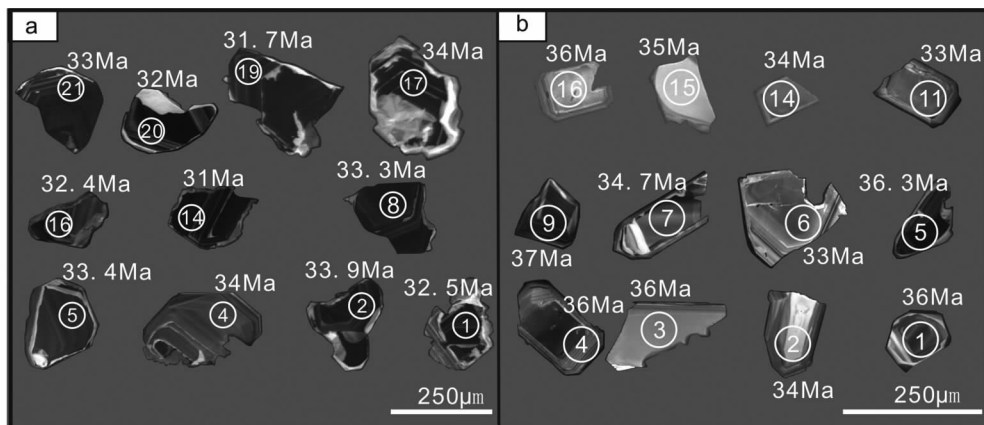 a
33Ma
21
32Ma
20
31. 7Ma
19
34Ma
17
32. 4Ma
16
31Ma
14
33. 3Ma
8
33. 4Ma
5
34Ma
4
33. 9Ma
2
32. 5Ma
1
250μm
b
36Ma
16
35Ma
15
34Ma
14
33Ma
11
9
37Ma
34. 7Ma
7
6
33Ma
36. 3Ma
5
36Ma
4
36Ma
3
2
34Ma
36Ma
1
250μm